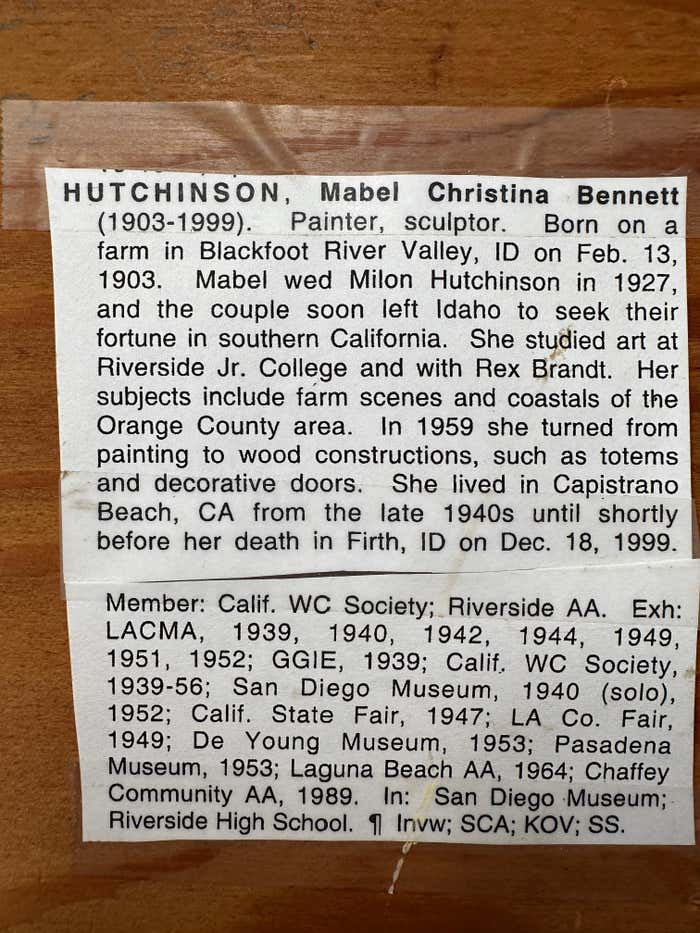 HUTCHINSON, Mabel Christina Bennett
(1903-1999). Painter, sculptor. Born on a
farm in Blackfoot River Valley, ID on Feb. 13,
1903. Mabel wed Milon Hutchinson in 1927,
and the couple soon left Idaho to seek their
fortune in southern California. She studied art at
Riverside Jr. College and with Rex Brandt. Her
subjects include farm scenes and coastals of the
Orange County area. In 1959 she turned from
painting to wood constructions, such as totems
and decorative doors. She lived in Capistrano
Beach, CA from the late 1940s until shortly
before her death in Firth, ID on Dec. 18, 1999.
Member: Calif. WC Society; Riverside AA. Exh:
LACMA, 1939, 1940, 1942, 1944, 1949,
1951, 1952; GGIE, 1939; Calif. WC Society,
1939-56; San Diego Museum, 1940 (solo),
1952; Calif. State Fair, 1947; LA Co. Fair,
1949; De Young Museum, 1953; Pasadena
Museum, 1953; Laguna Beach AA, 1964; Chaffey
Community AA, 1989. In: San Diego Museum;
Riverside High School. ¶ Invw; SCA; KOV; SS.